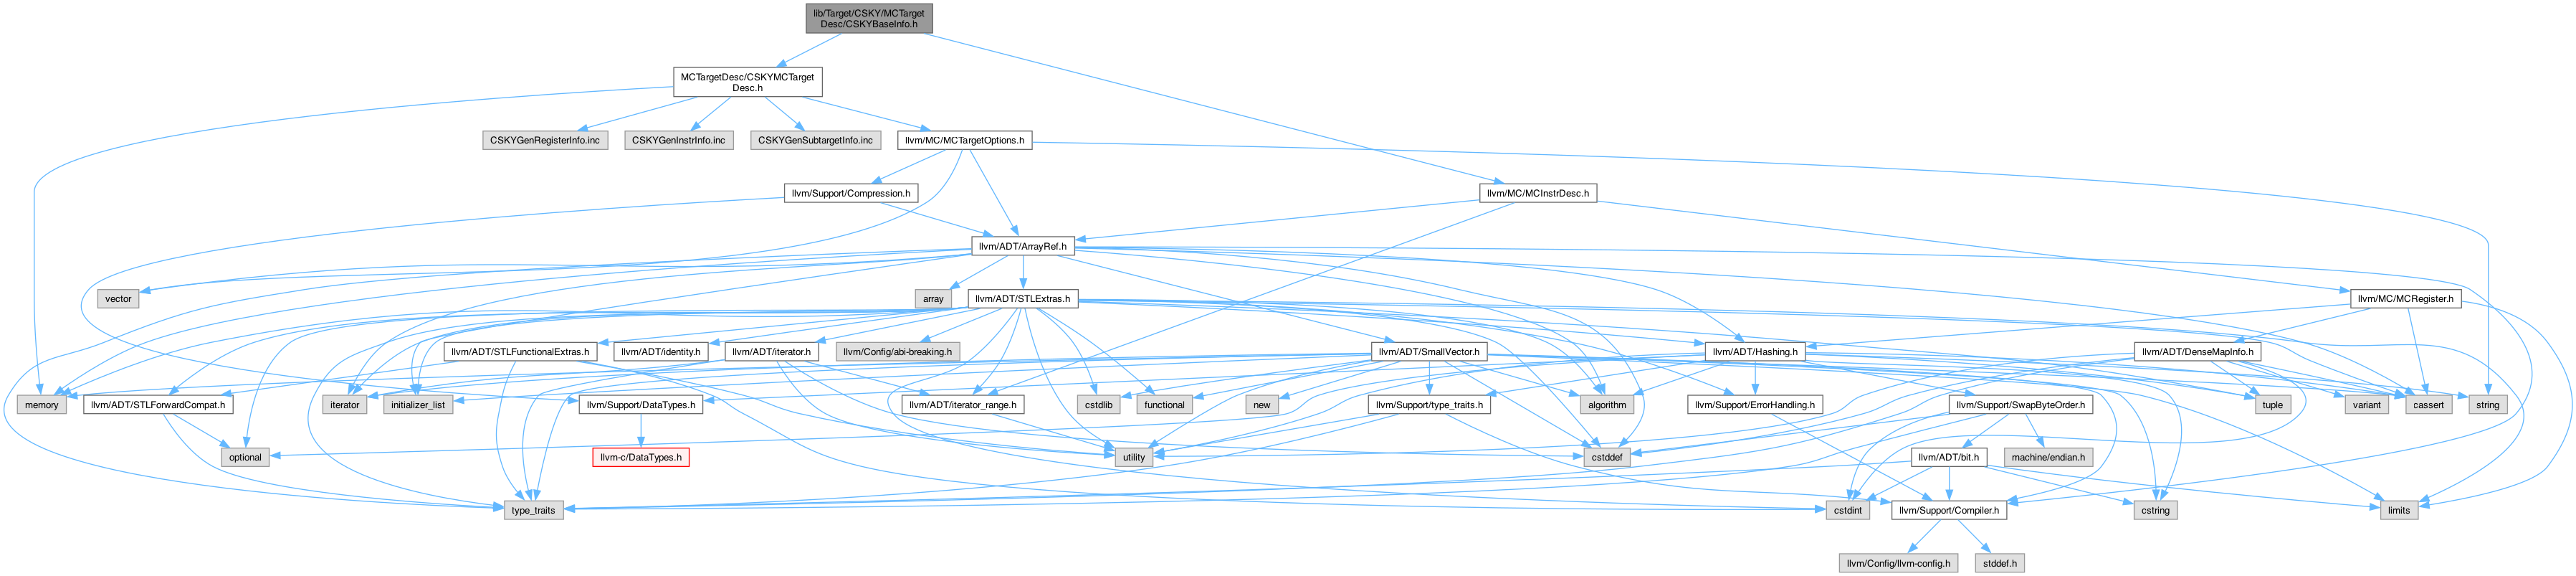 lib/Target/CSKY/MCTarget
Desc/CSKYBaseInfo.h
MCTargetDesc/CSKYMCTarget
Desc.h
CSKYGenRegisterInfo.inc
CSKYGenInstrInfo.inc
CSKYGenSubtargetInfo.inc
llvm/MC/MCTargetOptions.h
llvm/Support/Compression.h
llvm/MC/MCInstrDesc.h
llvm/ADT/ArrayRef.h
vector
array
llvm/ADT/STLExtras.h
llvm/MC/MCRegister.h
llvm/ADT/STLFunctionalExtras.h
llvm/ADT/identity.h
llvm/ADT/iterator.h
llvm/Config/abi-breaking.h
llvm/ADT/SmallVector.h
llvm/ADT/Hashing.h
llvm/ADT/DenseMapInfo.h
memory
llvm/ADT/STLForwardCompat.h
iterator
initializer_list
llvm/Support/DataTypes.h
llvm/ADT/iterator_range.h
cstdlib
functional
new
llvm/Support/type_traits.h
algorithm
llvm/Support/ErrorHandling.h
llvm/Support/SwapByteOrder.h
tuple
variant
cassert
string
optional
llvm-c/DataTypes.h
utility
cstddef
llvm/ADT/bit.h
machine/endian.h
type_traits
cstdint
llvm/Support/Compiler.h
cstring
limits
llvm/Config/llvm-config.h
stddef.h